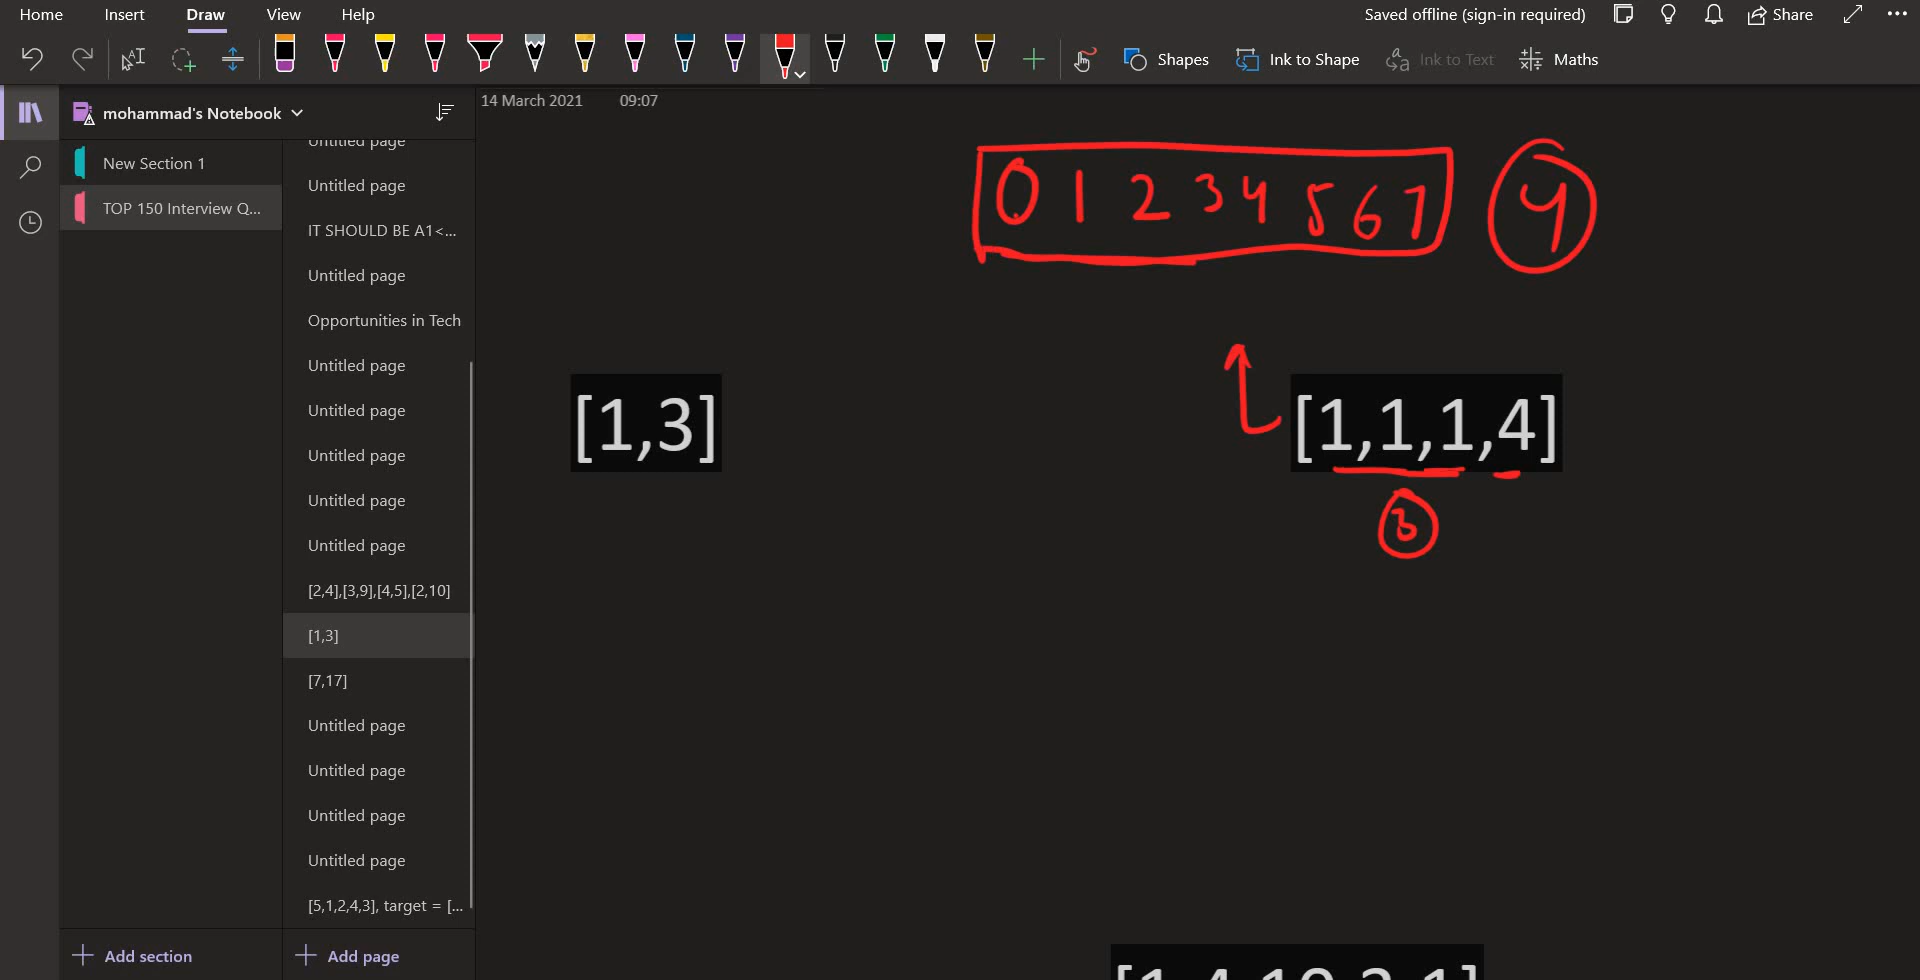 Home Insert Draw View Help
Saved offline (sign-in required) Share
Shapes Ink to Shape Ink to Text Maths
mohammad's Notebook
New Section 1
TOP 150 Interview Q...
Untitled page
Untitled page
IT SHOULD BE A1<...
Untitled page
Opportunities in Tech
Untitled page
Untitled page
Untitled page
Untitled page
Untitled page
[2,4],[3,9],[4,5],[2,10]
[1,3]
[7,17]
Untitled page
Untitled page
Untitled page
Untitled page
[5,1,2,4,3], target = [...
Add section
Add page
14 March 2021 09:07
0 1 2 3 4 5 6 7
4
[1,3]
[1,1,1,4]
3